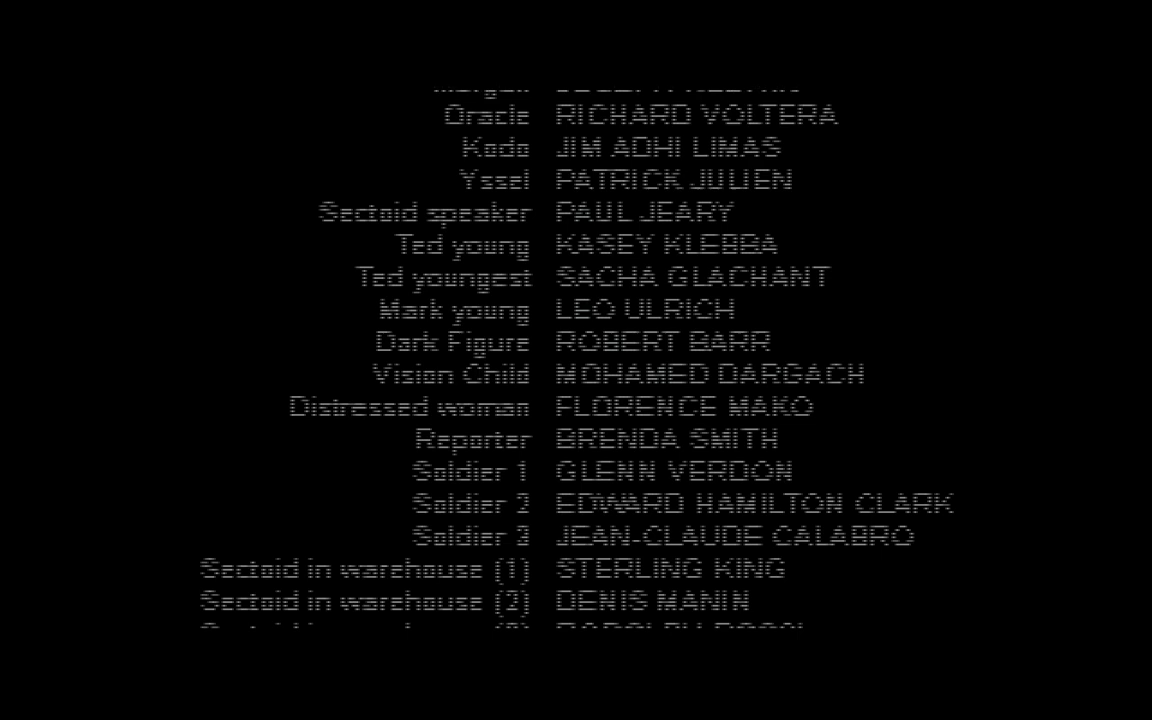 Oracle RICHARD VOLTERA
Kodo JIM ADHI LIMAS
Yssel PATRICK JULIEN
Sectoid speaker PAUL JEARY
Ted young KASEY KLEBBA
Ted youngest SACHA GLACHANT
Mark young LEO ULRICH
Dark Figure ROBERT BARR
Vision Child MOHAMED DARGACH
Distressed woman FLORENCE MAKO
Reporter BRENDA SMITH
Soldier 1 GLENN VERDON
Soldier 2 EDWARD HAMILTON CLARK
Soldier 3 JEAN-CLAUDE CALABRO
Sectoid in warehouse (1) STERLING KING
Sectoid in warehouse (2) DENIS MANIN